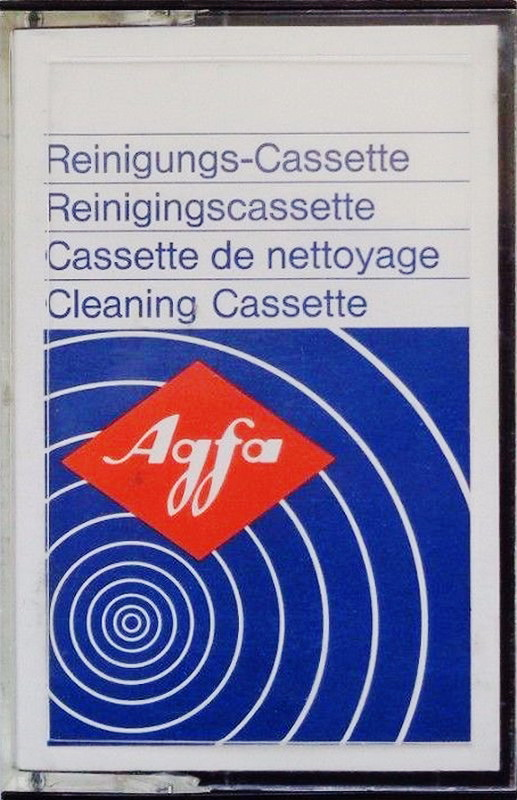 Reinigungs-Cassette
Reinigingscassette
Cassette de nettoyage
Cleaning Cassette
Agfa